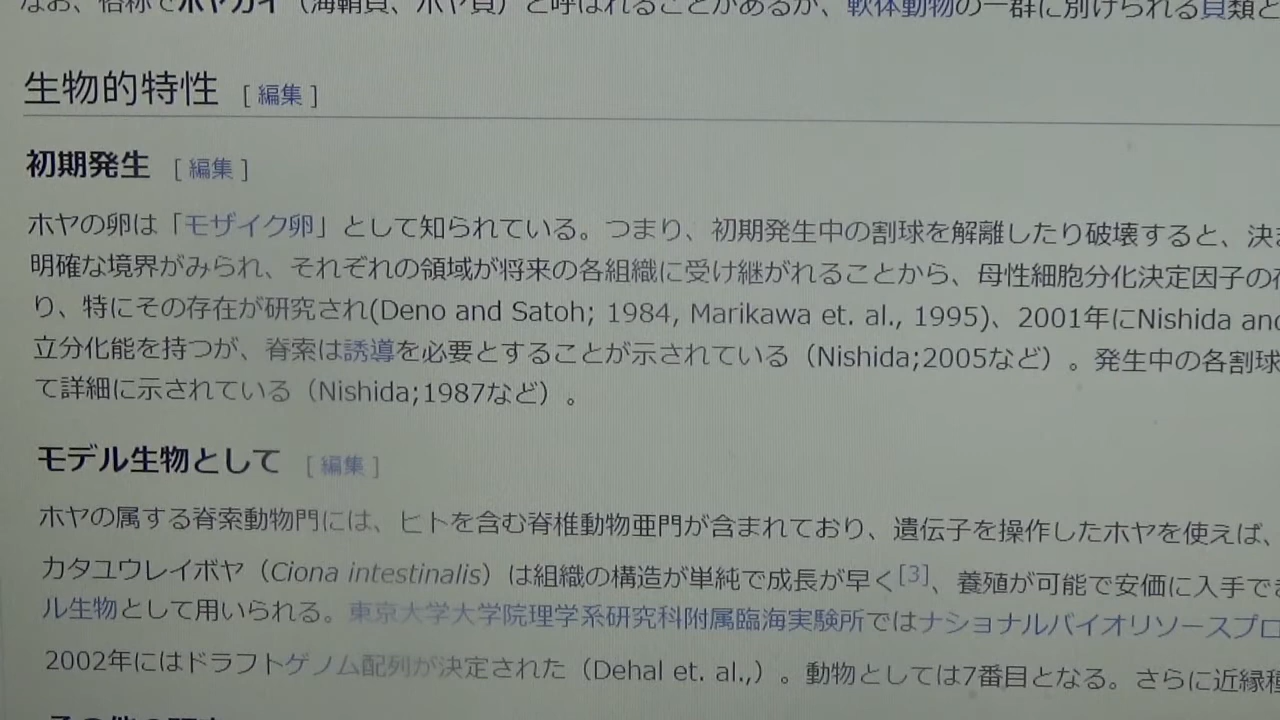 なお、俗称でホヤガイ（海鞘貝、ホヤ貝）と呼ばれることがあるが、軟体動物の一群に別けられる貝類と
生物的特性 [ 編集 ]
初期発生 [ 編集 ]
ホヤの卵は「モザイク卵」として知られている。つまり、初期発生中の割球を解離したり破壊すると、決ま
明確な境界がみられ、それぞれの領域が将来の各組織に受け継がれることから、母性細胞分化決定因子の存
り、特にその存在が研究され(Deno and Satoh; 1984, Marikawa et. al., 1995)、2001年にNishida and
立分化能を持つが、脊索は誘導を必要とすることが示されている（Nishida;2005など）。発生中の各割球
て詳細に示されている（Nishida;1987など）。
モデル生物として [ 編集 ]
ホヤの属する脊索動物門には、ヒトを含む脊椎動物亜門が含まれており、遺伝子を操作したホヤを使えば、
カタユウレイボヤ（Ciona intestinalis）は組織の構造が単純で成長が早く[3]、養殖が可能で安価に入手でき
ル生物として用いられる。東京大学大学院理学系研究科附属臨海実験所ではナショナルバイオリソースプロ
2002年にはドラフトゲノム配列が決定された（Dehal et. al.,）。動物としては7番目となる。さらに近縁種